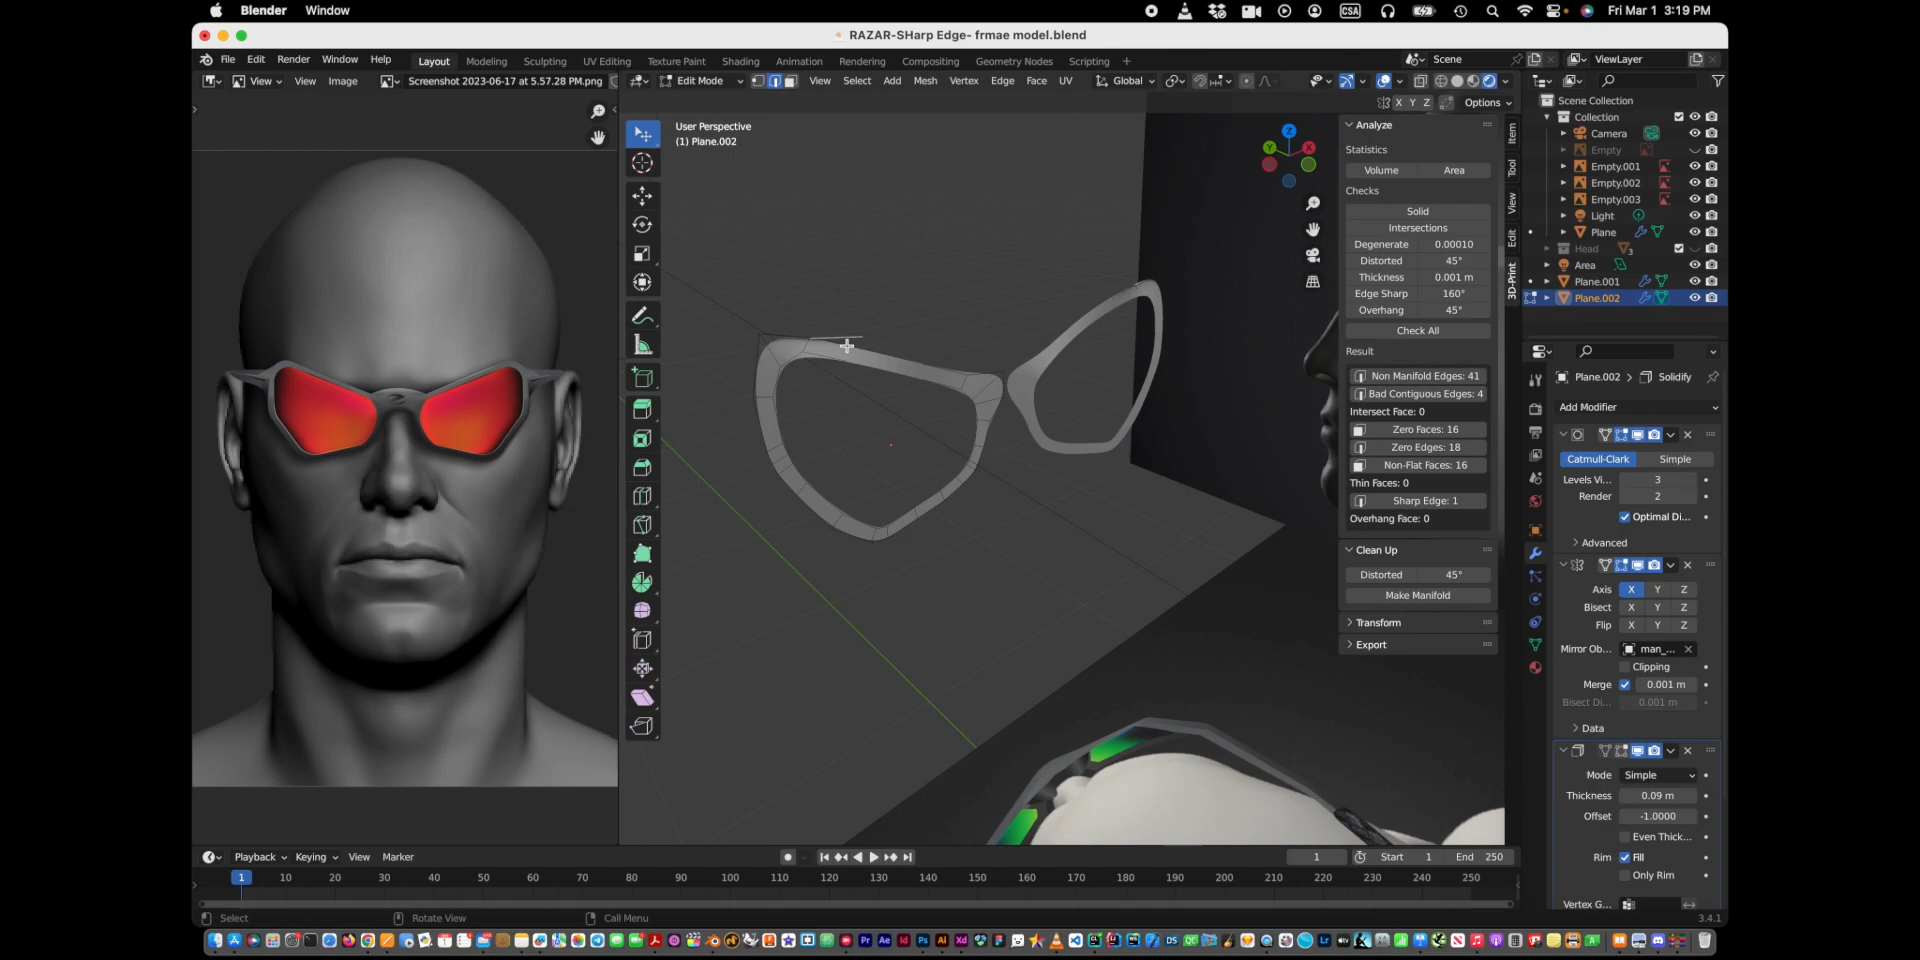 Blender Window
CSA
Fri Mar 1 3:19 PM
RAZAR-SHarp Edge- frmae model.blend
File Edit Render Window Help
Layout Modeling Sculpting UV Editing Texture Paint Shading Animation Rendering Compositing Geometry Nodes Scripting +
Scene
ViewLayer
View View Image Screenshot 2023-06-17 at 5.57.28 PM.png
Edit Mode View Select Add Mesh Vertex Edge Face UV Global
X Y Z Options
User Perspective
(1) Plane.002
Z
Y X
Analyze
Statistics
Volume Area
Checks
Solid
Intersections
Degenerate 0.00010
Distorted 45°
Thickness 0.001 m
Edge Sharp 160°
Overhang 45°
Check All
Result
Non Manifold Edges: 41
Bad Contiguous Edges: 4
Intersect Face: 0
Zero Faces: 16
Zero Edges: 18
Non-Flat Faces: 16
Thin Faces: 0
Sharp Edge: 1
Overhang Face: 0
Clean Up
Distorted 45°
Make Manifold
Transform
Export
Item
Tool
View
Edit
3D-Print
Scene Collection
Collection
Camera
Empty
Empty.001
Empty.002
Empty.003
Light
Plane
Head 3
Area
Plane.001
Plane.002
Plane.002 > Solidify
Add Modifier
Catmull-Clark Simple
Levels Vi... 3
Render 2
Optimal Di...
Advanced
Axis X Y Z
Bisect X Y Z
Flip X Y Z
Mirror Ob... man_...
Clipping
Merge 0.001 m
Bisect Di... 0.001 m
Data
Mode Simple
Thickness 0.09 m
Offset -1.0000
Even Thick...
Rim Fill
Only Rim
Vertex G...
Playback Keying View Marker
1 Start 1 End 250
1 10 20 30 40 50 60 70 80 90 100 110 120 130 140 150 160 170 180 190 200 210 220 230 240 250
Select Rotate View Call Menu
3.4.1
Pr Ae Id Ps Ai Xd
DS QC
Lr